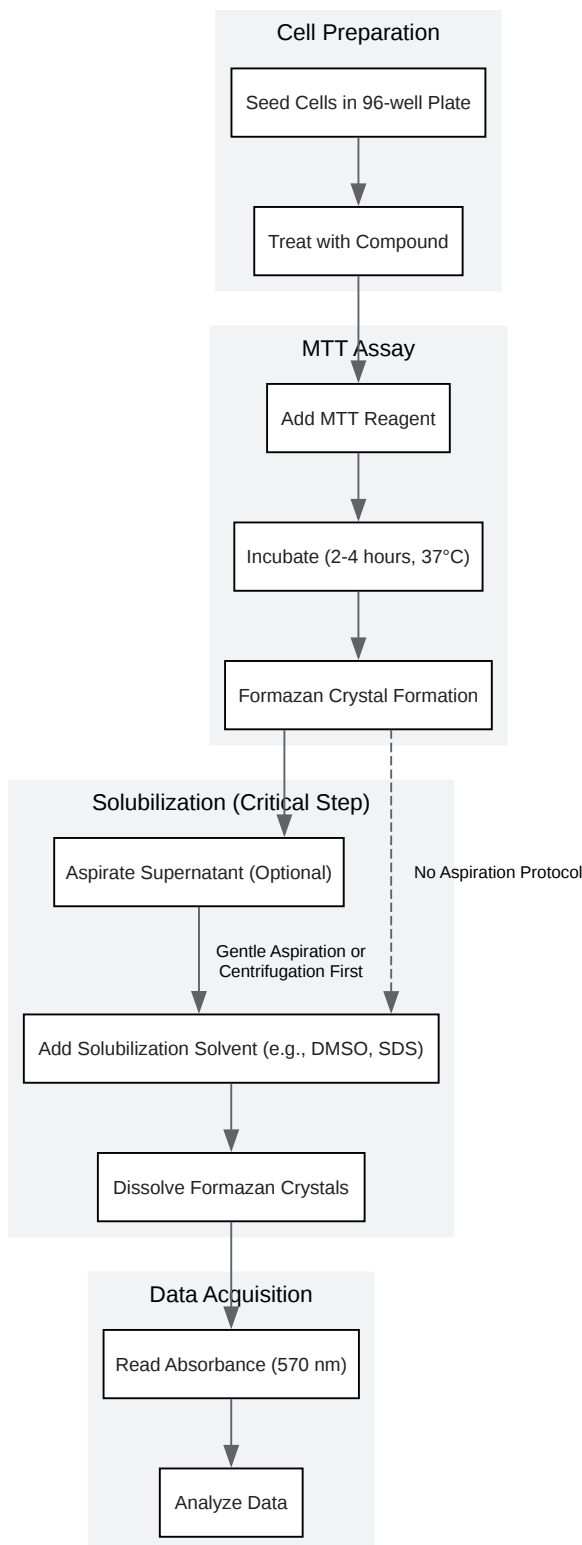 Cell Preparation
Seed Cells in 96-well Plate
Treat with Compound
MTT Assay
Add MTT Reagent
Incubate (2-4 hours, 37°C)
Formazan Crystal Formation
Solubilization (Critical Step)
Aspirate Supernatant (Optional)
No Aspiration Protocol
Gentle Aspiration or
Centrifugation First
Add Solubilization Solvent (e.g., DMSO, SDS)
Dissolve Formazan Crystals
Data Acquisition
Read Absorbance (570 nm)
Analyze Data